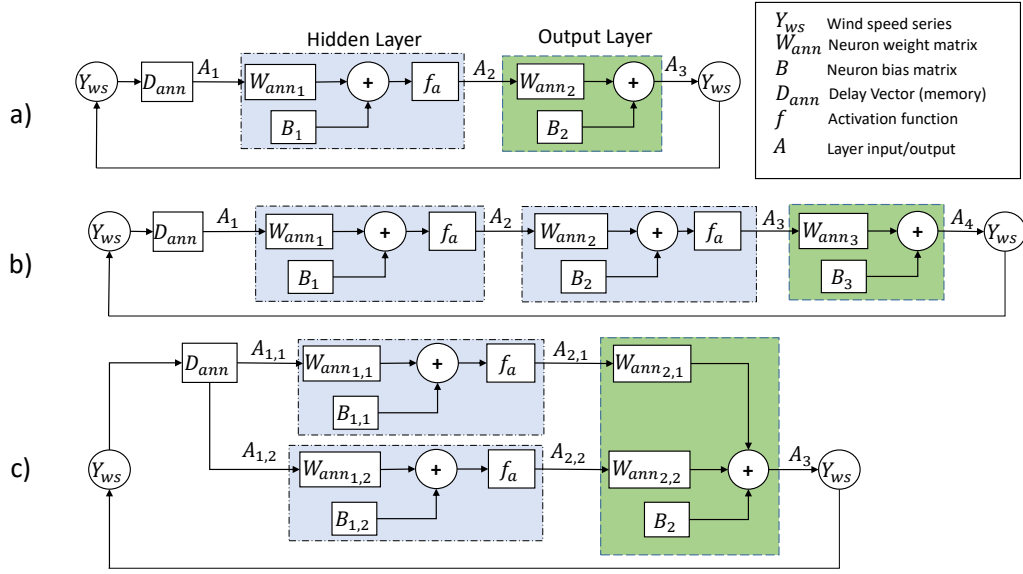 Hidden Layer
Output Layer
a)
Y_ws
D_ann
A_1
W_ann_1
+
f_a
B_1
A_2
W_ann_2
+
B_2
A_3
Y_ws
Y_ws Wind speed series
W_ann Neuron weight matrix
B Neuron bias matrix
D_ann Delay Vector (memory)
f Activation function
A Layer input/output
b)
Y_ws
D_ann
A_1
W_ann_1
+
f_a
B_1
A_2
W_ann_2
+
f_a
B_2
A_3
W_ann_3
+
B_3
A_4
Y_ws
c)
Y_ws
D_ann
A_1,1
W_ann_1,1
+
f_a
B_1,1
A_2,1
W_ann_2,1
A_1,2
W_ann_1,2
+
f_a
B_1,2
A_2,2
W_ann_2,2
+
B_2
A_3
Y_ws